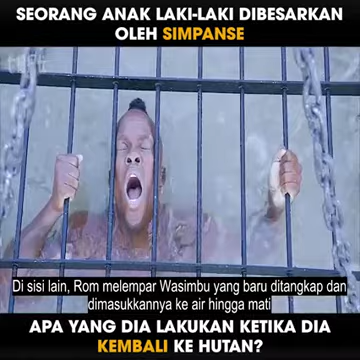 SEORANG ANAK LAKI-LAKI DIBESARKAN
OLEH SIMPANSE
Di sisi lain, Rom melempar Wasimbu yang baru ditangkap dan
dimasukkannya ke air hingga mati
APA YANG DIA LAKUKAN KETIKA DIA
KEMBALI KE HUTAN?